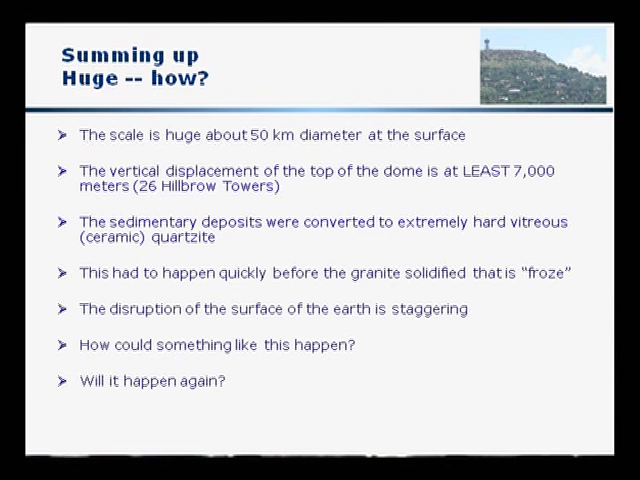 Summing up
Huge -- how?
The scale is huge about 50 km diameter at the surface
The vertical displacement of the top of the dome is at LEAST 7,000
meters (26 Hillbrow Towers)
The sedimentary deposits were converted to extremely hard vitreous
(ceramic) quartzite
This had to happen quickly before the granite solidified that is “froze”
The disruption of the surface of the earth is staggering
How could something like this happen?
Will it happen again?